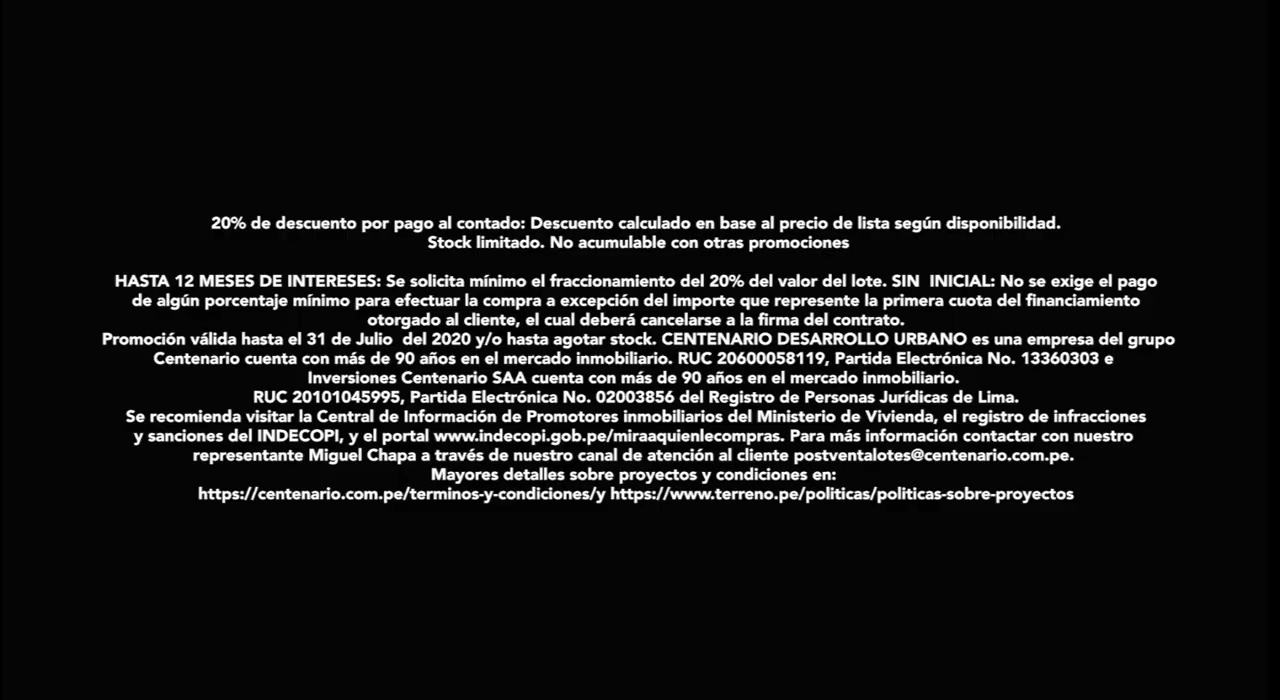 20% de descuento por pago al contado: Descuento calculado en base al precio de lista según disponibilidad.
Stock limitado. No acumulable con otras promociones
HASTA 12 MESES DE INTERESES: Se solicita mínimo el fraccionamiento del 20% del valor del lote. SIN  INICIAL: No se exige el pago
de algún porcentaje mínimo para efectuar la compra a excepción del importe que represente la primera cuota del financiamiento
otorgado al cliente, el cual deberá cancelarse a la firma del contrato.
Promoción válida hasta el 31 de Julio  del 2020 y/o hasta agotar stock. CENTENARIO DESARROLLO URBANO es una empresa del grupo
Centenario cuenta con más de 90 años en el mercado inmobiliario. RUC 20600058119, Partida Electrónica No. 13360303 e
Inversiones Centenario SAA cuenta con más de 90 años en el mercado inmobiliario.
RUC 20101045995, Partida Electrónica No. 02003856 del Registro de Personas Jurídicas de Lima.
Se recomienda visitar la Central de Información de Promotores inmobiliarios del Ministerio de Vivienda, el registro de infracciones
y sanciones del INDECOPI, y el portal www.indecopi.gob.pe/miraaquienlecompras. Para más información contactar con nuestro
representante Miguel Chapa a través de nuestro canal de atención al cliente postventalotes@centenario.com.pe.
Mayores detalles sobre proyectos y condiciones en:
https://centenario.com.pe/terminos-y-condiciones/y https://www.terreno.pe/politicas/politicas-sobre-proyectos